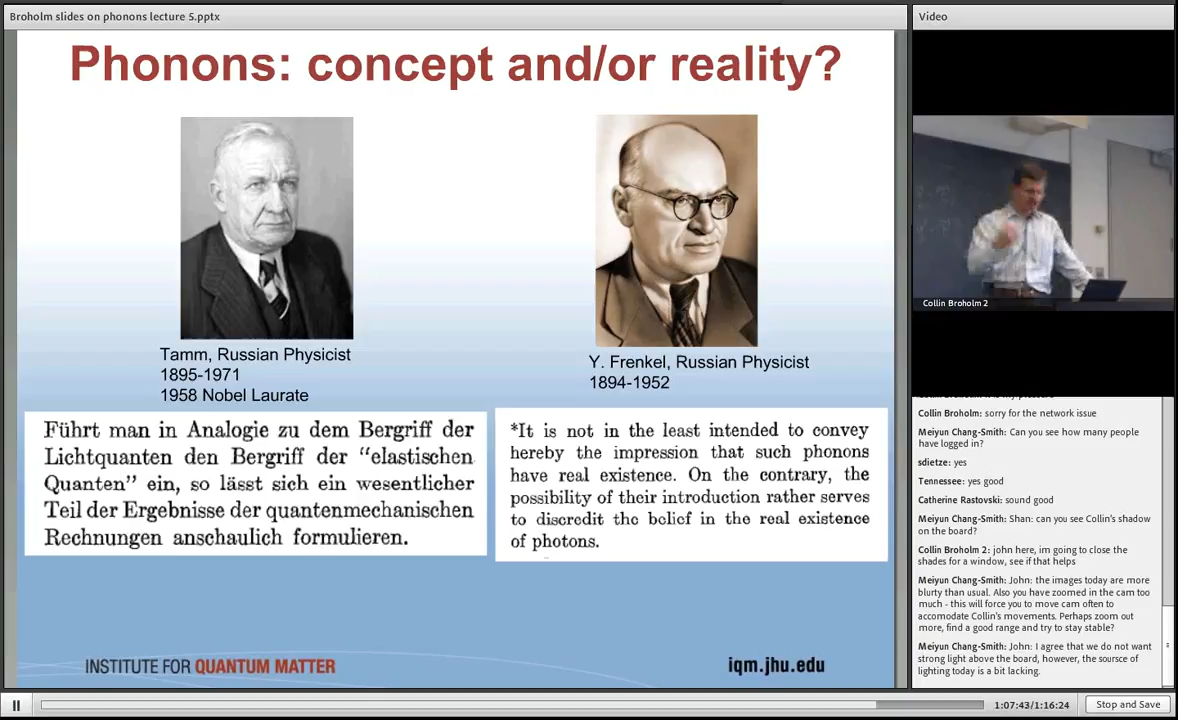 Broholm slides on phonons lecture 5.pptx
Phonons: concept and/or reality?
Tamm, Russian Physicist
1895-1971
1958 Nobel Laurate
Y. Frenkel, Russian Physicist
1894-1952
Führt man in Analogie zu dem Bergriff der
Lichtquanten den Bergriff der “elastischen
Quanten” ein, so lässt sich ein wesentlicher
Teil der Ergebnisse der quantenmechanischen
Rechnungen anschaulich formulieren.
*It is not in the least intended to convey
hereby the impression that such phonons
have real existence. On the contrary, the
possibility of their introduction rather serves
to discredit the belief in the real existence
of photons.
INSTITUTE FOR QUANTUM MATTER
iqm.jhu.edu
Video
Collin Broholm 2
Collin Broholm: sorry for the network issue
Meiyun Chang-Smith: Can you see how many people
have logged in?
sdietze: yes
Tennessee: yes good
Catherine Rastovski: sound good
Meiyun Chang-Smith: Shan: can you see Collin's shadow
on the board?
Collin Broholm 2: john here, im going to close the
shades for a window, see if that helps
Meiyun Chang-Smith: John: the images today are more
blurty than usual. Also you have zoomed in the cam too
much - this will force you to move cam often to
accomodate Collin's movements. Perhaps zoom out
more, find a good range and try to stay stable?
Meiyun Chang-Smith: John: I agree that we do not want
strong light above the board, however, the soursce of
lighting today is a bit lacking.
1:07:43/1:16:24
Stop and Save